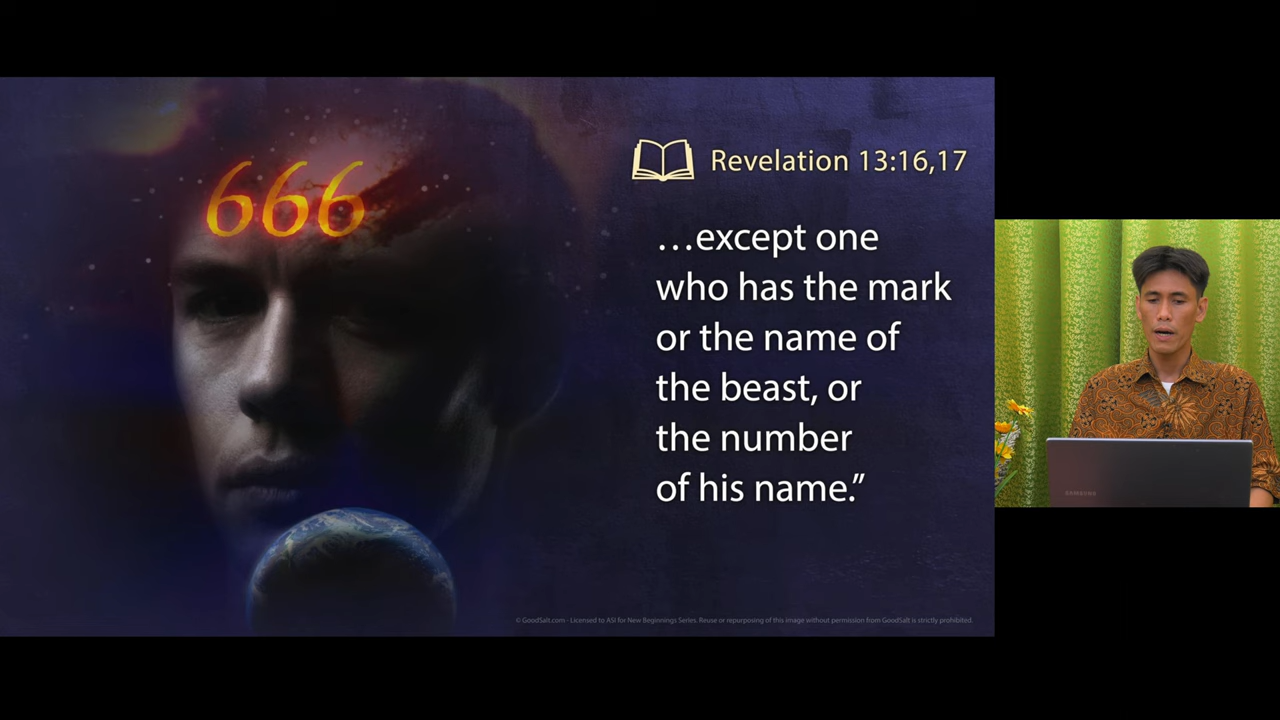 666
Revelation 13:16,17
…except one
who has the mark
or the name of
the beast, or
the number
of his name.”
© GoodSalt.com - Licensed to ASI for New Beginnings Series. Reuse or repurposing of this image without permission from GoodSalt is strictly prohibited.
SAMSUNG